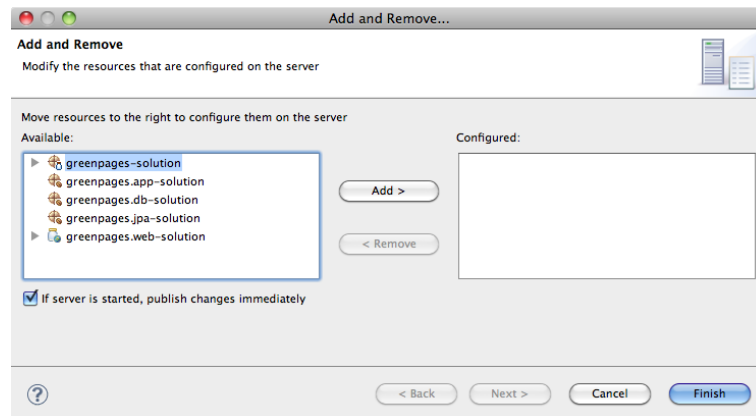 Add and Remove...
Add and Remove
Modify the resources that are configured on the server
Move resources to the right to configure them on the server
Available:
Configured:
greenpages-solution
greenpages.app-solution
greenpages.db-solution
greenpages.jpa-solution
greenpages.web-solution
Add >
< Remove
If server is started, publish changes immediately
?
< Back
Next >
Cancel
Finish